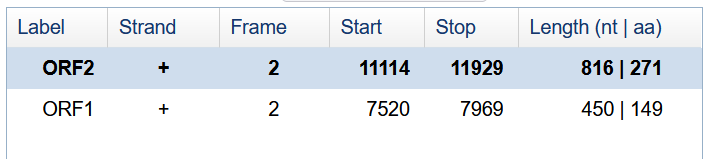 Label Strand Frame Start Stop Length (nt | aa)
ORF2 + 2 11114 11929 816 | 271
ORF1 + 2 7520 7969 450 | 149